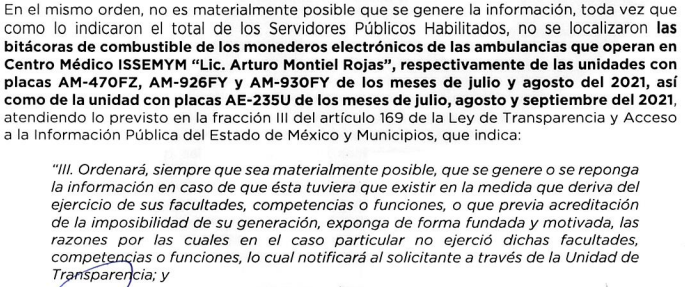 En el mismo orden, no es materialmente posible que se genere la información, toda vez que
como lo indicaron el total de los Servidores Públicos Habilitados, no se localizaron las
bitácoras de combustible de los monederos electrónicos de las ambulancias que operan en
Centro Médico ISSEMYM "Lic. Arturo Montiel Rojas", respectivamente de las unidades con
placas AM-470FZ, AM-926FY y AM-930FY de los meses de julio y agosto del 2021, así
como de la unidad con placas AE-235U de los meses de julio, agosto y septiembre del 2021,
atendiendo lo previsto en la fracción III del artículo 169 de la Ley de Transparencia y Acceso
a la Información Pública del Estado de México y Municipios, que indica:
"III. Ordenará, siempre que sea materialmente posible, que se genere o se reponga
la información en caso de que ésta tuviera que existir en la medida que deriva del
ejercicio de sus facultades, competencias o funciones, o que previa acreditación
de la imposibilidad de su generación, exponga de forma fundada y motivada, las
razones por las cuales en el caso particular no ejerció dichas facultades,
competencias o funciones, lo cual notificará al solicitante a través de la Unidad de
Transparencia; y